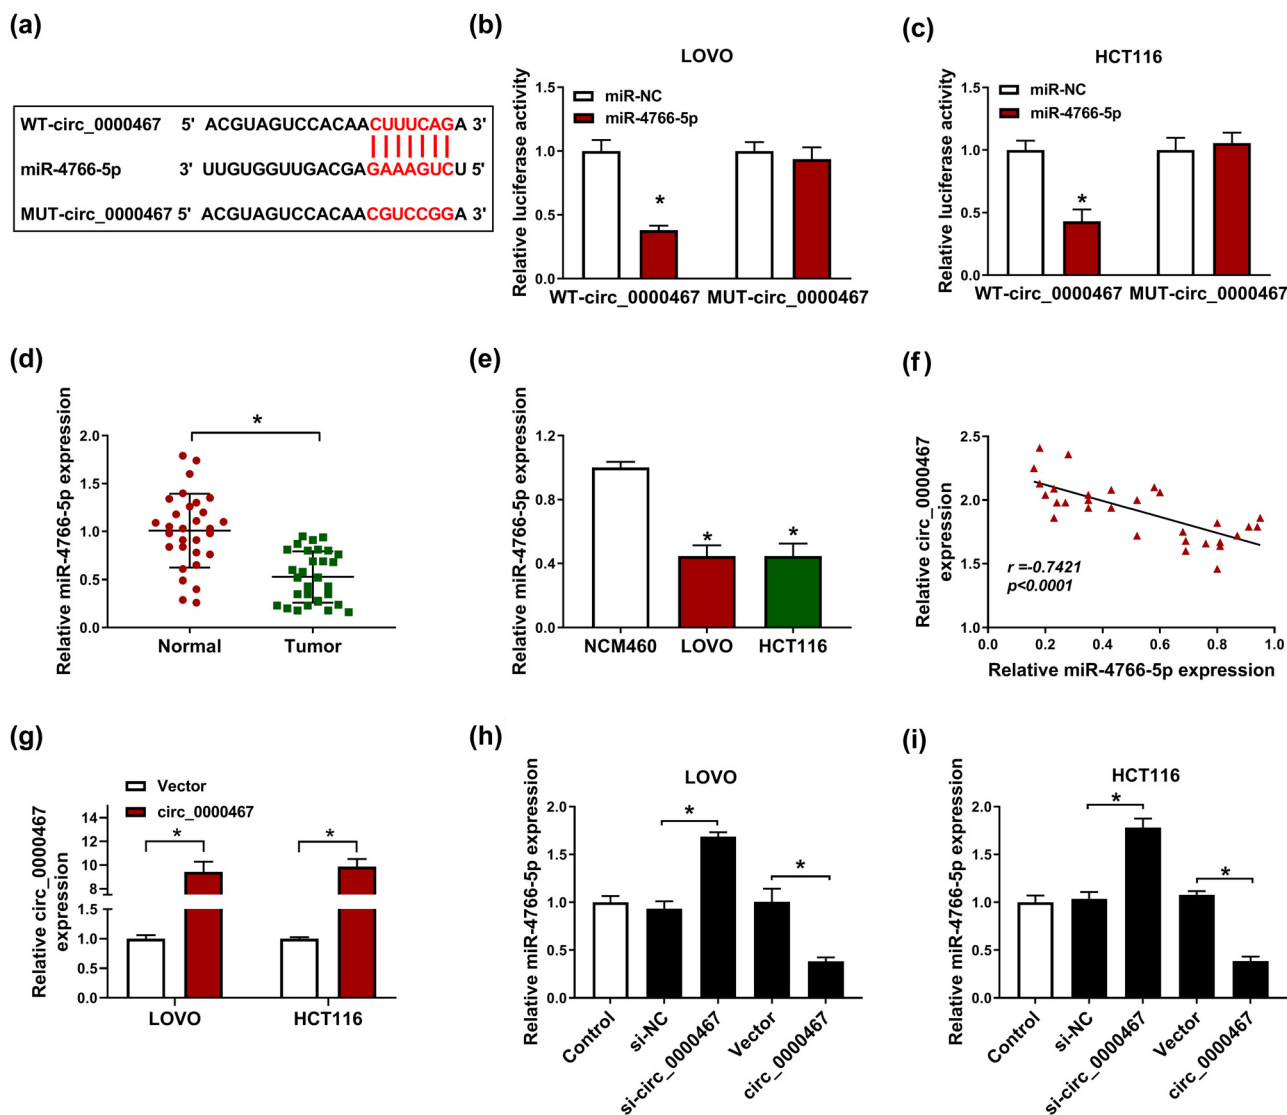 (a)
WT-circ_0000467 5' ACGUAGUCCACAACUUUCAGA 3'
miR-4766-5p 3' UUGUGGUUGACGAGAAAGUCU 5'
MUT-circ_0000467 5' ACGUAGUCCACAACGUCCGGA 3'
(b)
LOVO
Relative luciferase activity
1.5
1.0
0.5
0.0
miR-NC
miR-4766-5p
*
WT-circ_0000467 MUT-circ_0000467
(c)
HCT116
Relative luciferase activity
1.5
1.0
0.5
0.0
miR-NC
miR-4766-5p
*
WT-circ_0000467 MUT-circ_0000467
(d)
Relative miR-4766-5p expression
2.0
1.5
1.0
0.5
0.0
*
Normal Tumor
(e)
Relative miR-4766-5p expression
1.2
0.8
0.4
0.0
* *
NCM460 LOVO HCT116
(f)
Relative circ_0000467
expression
2.5
2.0
1.5
1.0
r =-0.7421
p<0.0001
0.0 0.2 0.4 0.6 0.8 1.0
Relative miR-4766-5p expression
(g)
Relative circ_0000467
expression
Vector
circ_0000467
14
12
10
8
1.5
1.0
0.5
0.0
* *
LOVO HCT116
(h)
LOVO
Relative miR-4766-5p expression
2.0
1.5
1.0
0.5
0.0
*
*
Control
si-NC
si-circ_0000467
Vector
circ_0000467
(i)
HCT116
Relative miR-4766-5p expression
2.0
1.5
1.0
0.5
0.0
*
*
Control
si-NC
si-circ_0000467
Vector
circ_0000467